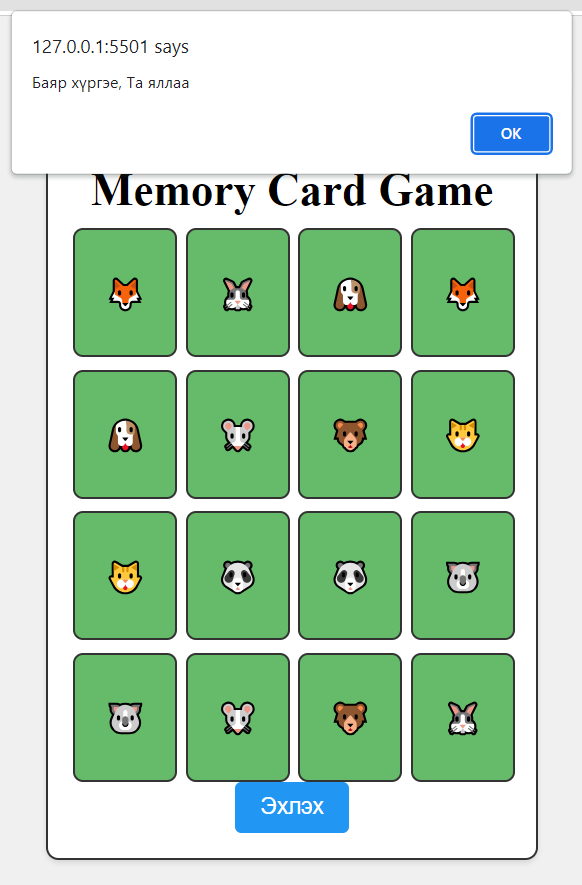 127.0.0.1:5501 says
Баяр хүргэе, Та яллаа
OK
Memory Card Game
Эхлэх